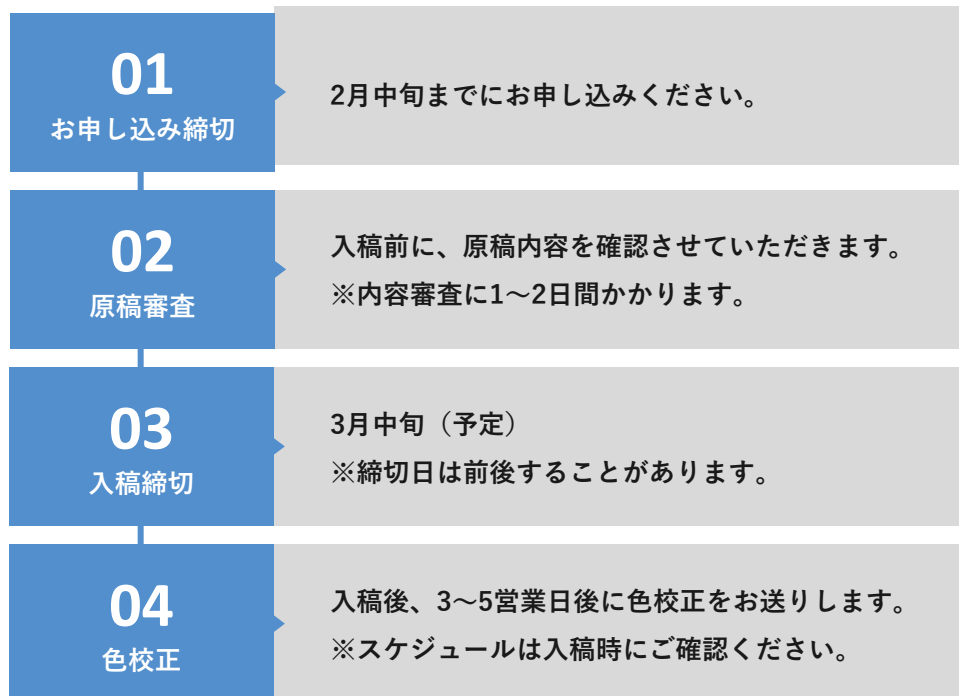 01
お申し込み締切
2月中旬までにお申し込みください。
02
原稿審査
入稿前に、原稿内容を確認させていただきます。
※内容審査に1〜2日間かかります。
03
入稿締切
3月中旬（予定）
※締切日は前後することがあります。
04
色校正
入稿後、3〜5営業日後に色校正をお送りします。
※スケジュールは入稿時にご確認ください。